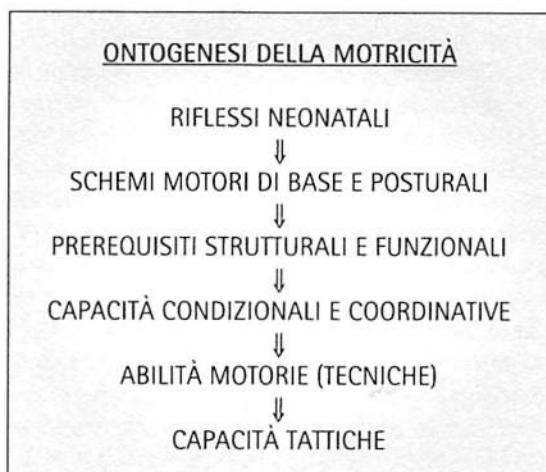 ONTOGENESI DELLA MOTRICITÀ
RIFLESSI NEONATALI
⇓
SCHEMI MOTORI DI BASE E POSTURALI
⇓
PREREQUISITI STRUTTURALI E FUNZIONALI
⇓
CAPACITÀ CONDIZIONALI E COORDINATIVE
⇓
ABILITÀ MOTORIE (TECNICHE)
⇓
CAPACITÀ TATTICHE